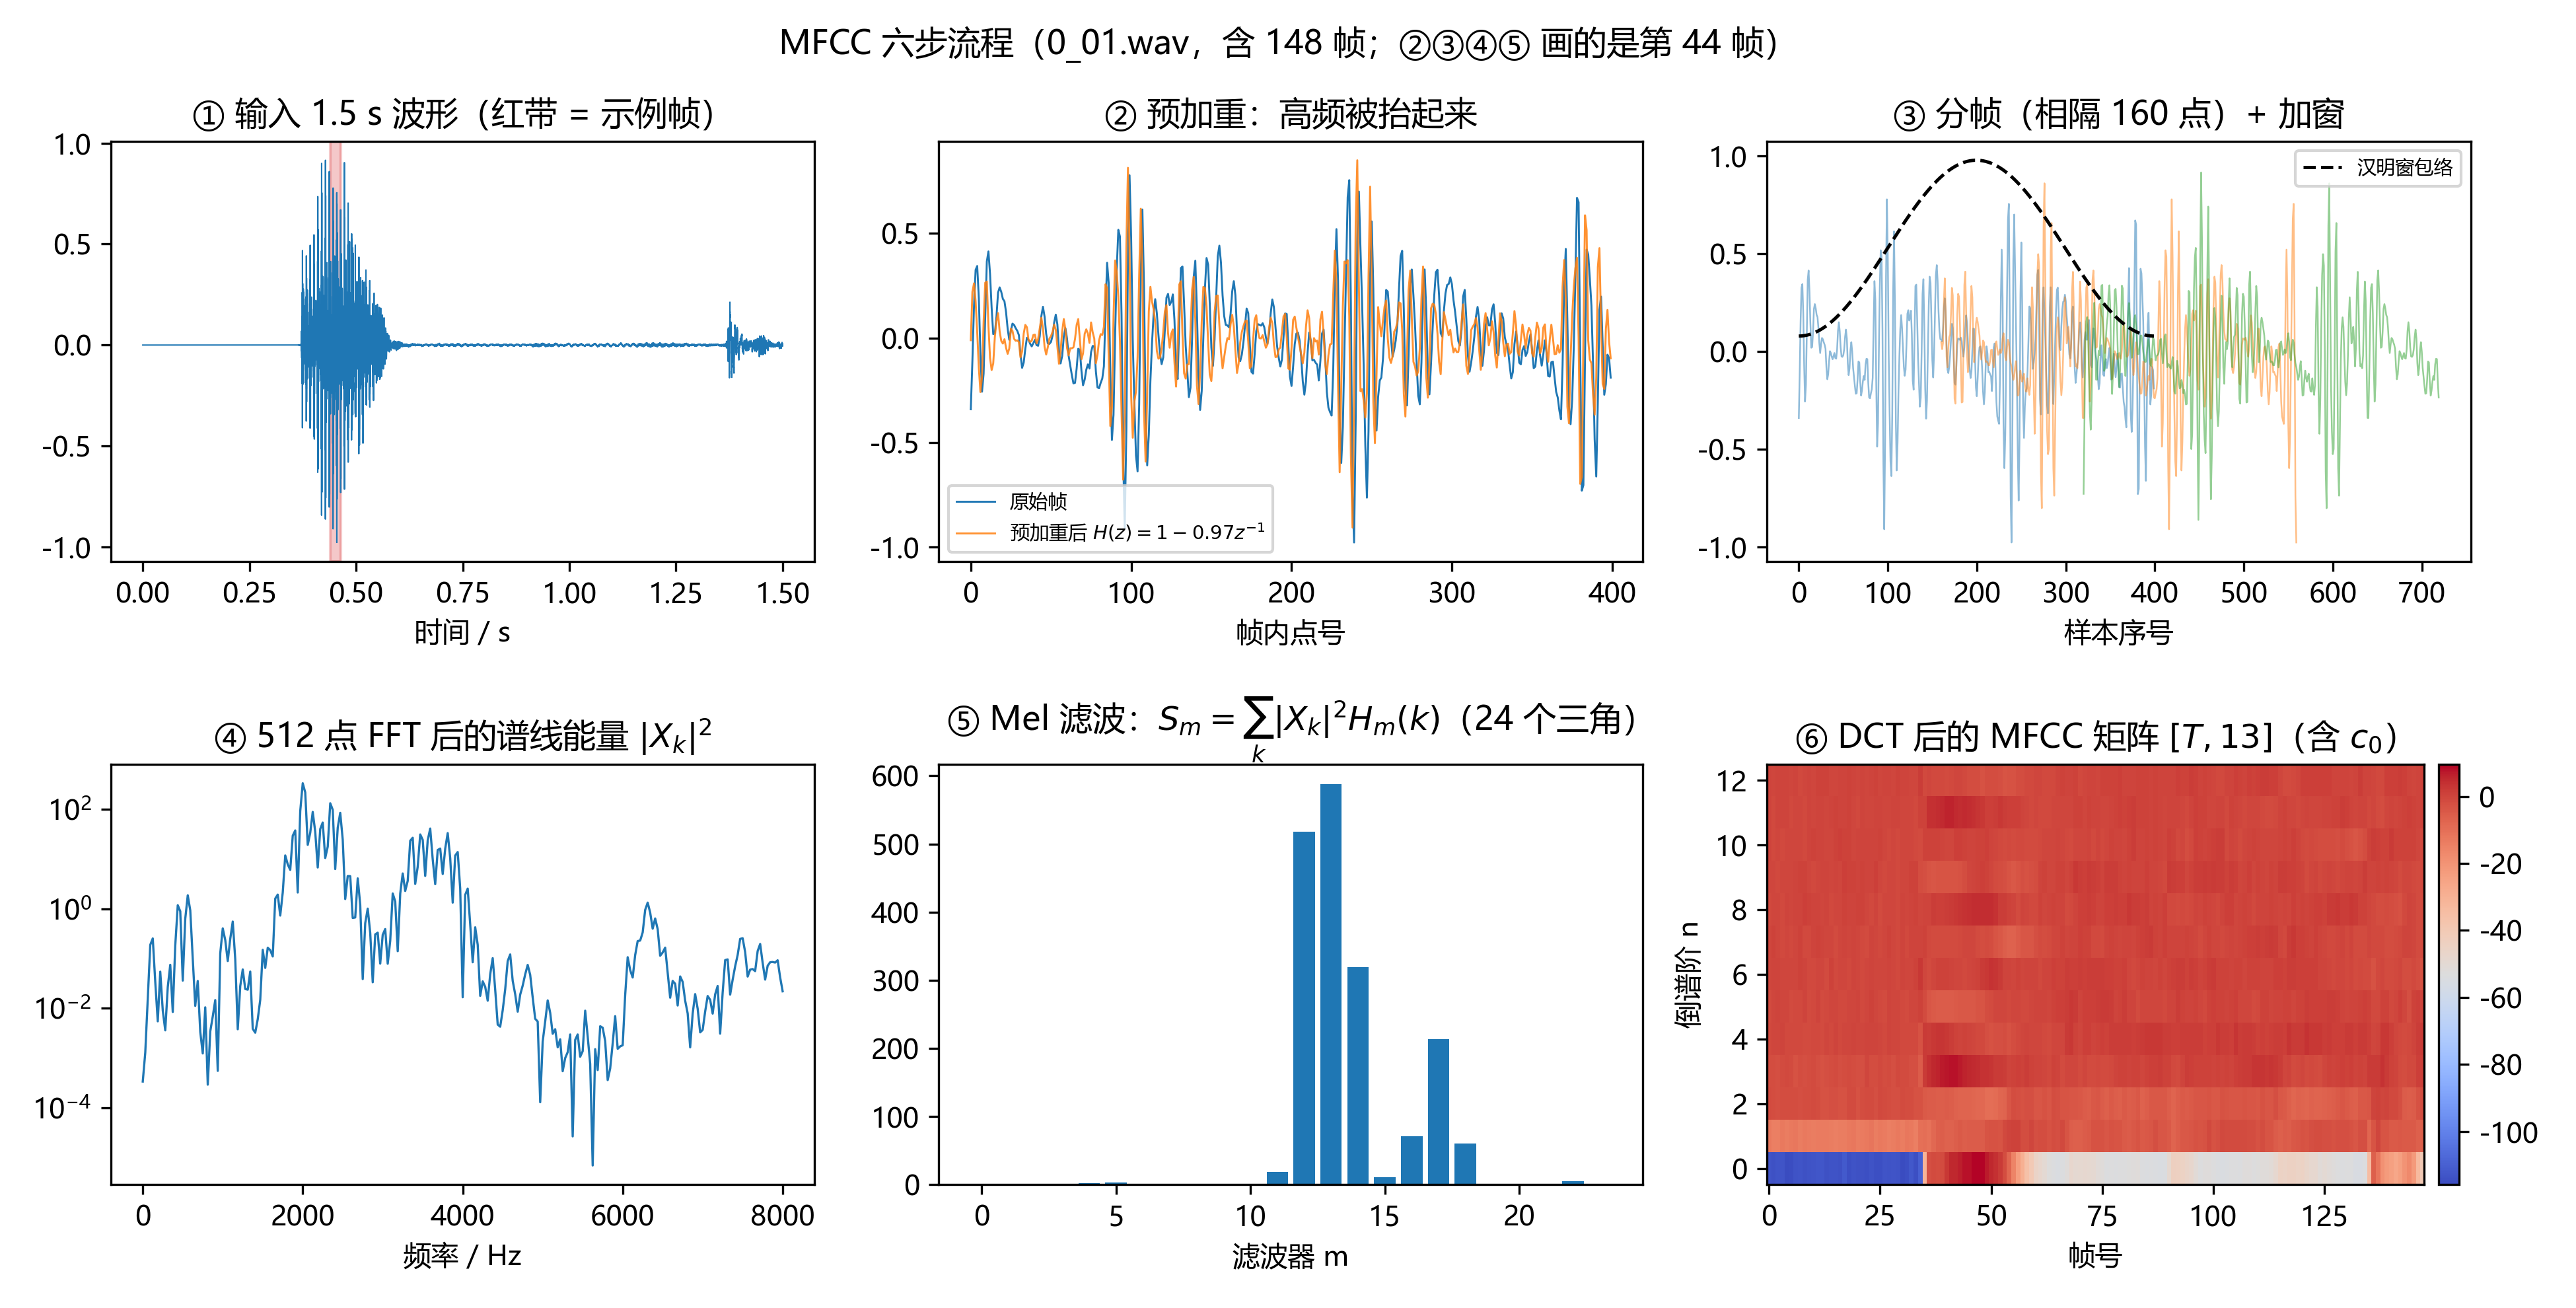 MFCC 六步流程（0_01.wav，含 148 帧；②③④⑤ 画的是第 44 帧）
① 输入 1.5 s 波形（红带 = 示例帧）
1.0
0.5
0.0
-0.5
-1.0
0.00 0.25 0.50 0.75 1.00 1.25 1.50
时间 / s
② 预加重：高频被抬起来
0.5
0.0
-0.5
-1.0
原始帧
预加重后 H(z) = 1 − 0.97z⁻¹
0 100 200 300 400
帧内点号
③ 分帧（相隔 160 点）+ 加窗
汉明窗包络
1.0
0.5
0.0
-0.5
-1.0
0 100 200 300 400 500 600 700
样本序号
④ 512 点 FFT 后的谱线能量 |Xₖ|²
10²
10⁰
10⁻²
10⁻⁴
0 2000 4000 6000 8000
频率 / Hz
⑤ Mel 滤波：Sₘ = ∑ₖ|Xₖ|²Hₘ(k)（24 个三角）
600
500
400
300
200
100
0
0 5 10 15 20
滤波器 m
⑥ DCT 后的 MFCC 矩阵 [T, 13]（含 c₀）
倒谱阶 n
12
10
8
6
4
2
0
0 25 50 75 100 125
帧号
0
-20
-40
-60
-80
-100